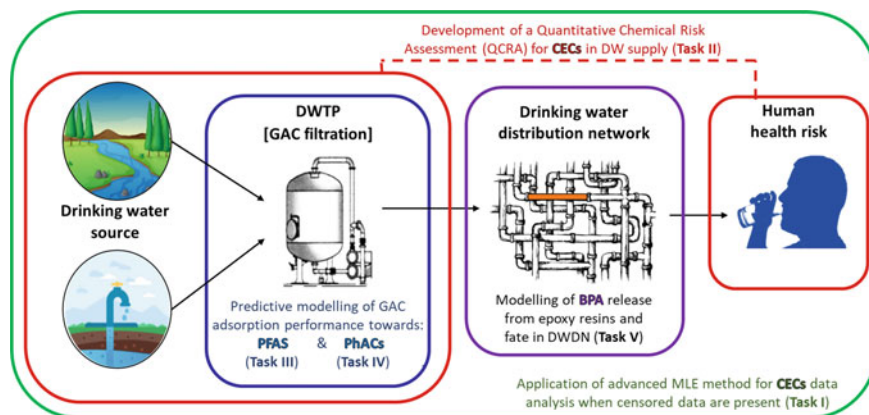 Development of a Quantitative Chemical Risk
Assessment (QCRA) for CECs in DW supply (Task II)
DWTP
[GAC filtration]
Drinking water
distribution network
Human
health risk
Drinking water
source
Predictive modelling of GAC
adsorption performance towards:
PFAS & PhACs
(Task III) (Task IV)
Modelling of BPA release
from epoxy resins and
fate in DWDN (Task V)
Application of advanced MLE method for CECs data
analysis when censored data are present (Task I)